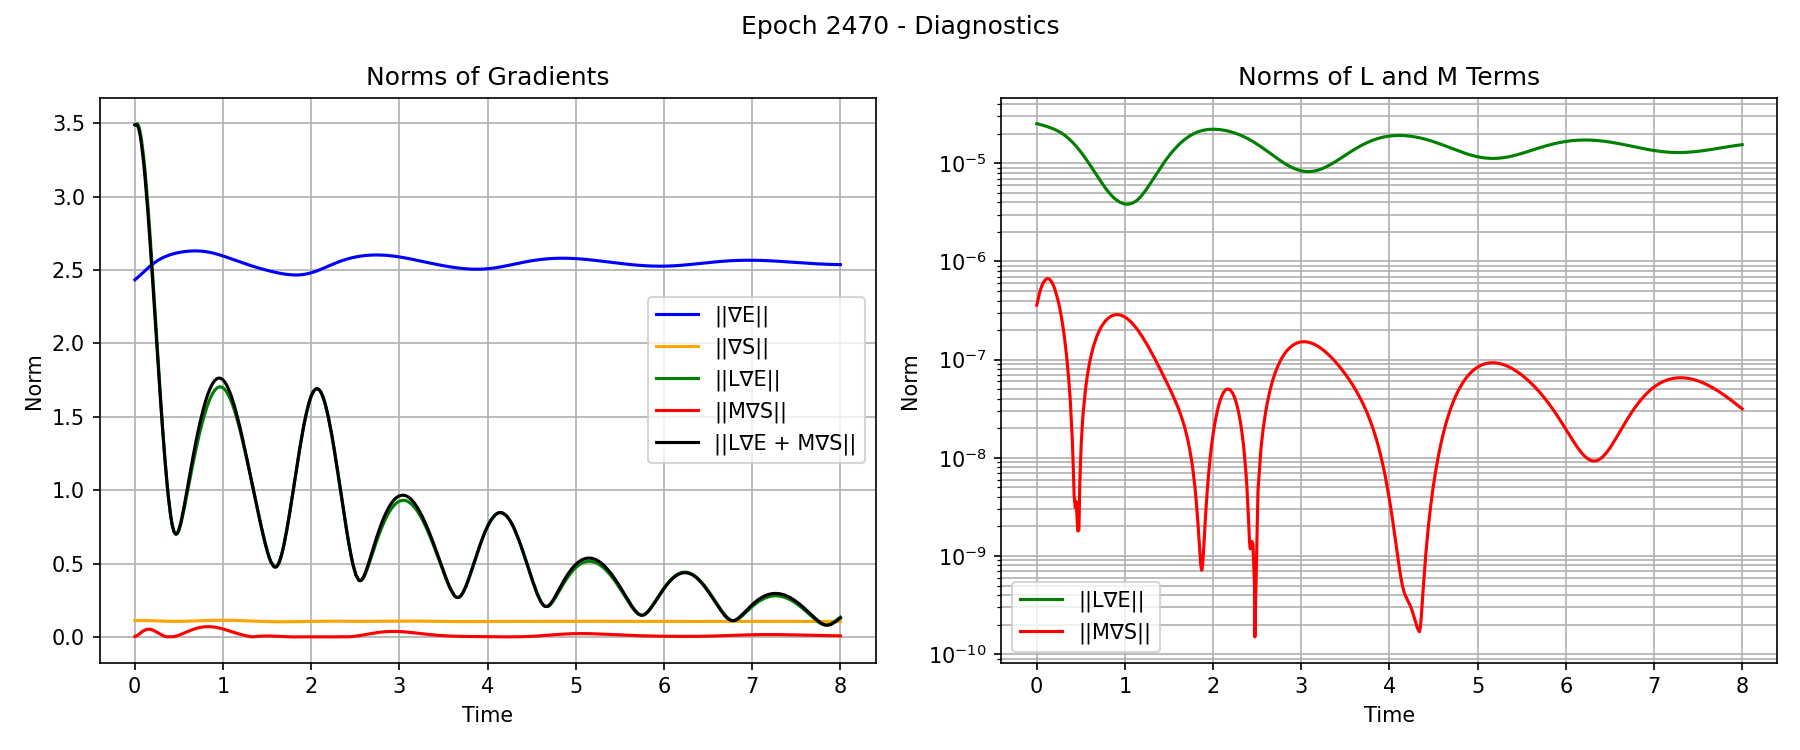 Epoch 2470 - Diagnostics
Norms of Gradients
Norm
3.5
3.0
2.5
2.0
1.5
1.0
0.5
0.0
||∇E||
||∇S||
||L∇E||
||M∇S||
||L∇E + M∇S||
0 1 2 3 4 5 6 7 8
Time
Norms of L and M Terms
Norm
10⁻⁵
10⁻⁶
10⁻⁷
10⁻⁸
10⁻⁹
10⁻¹⁰
||L∇E||
||M∇S||
0 1 2 3 4 5 6 7 8
Time